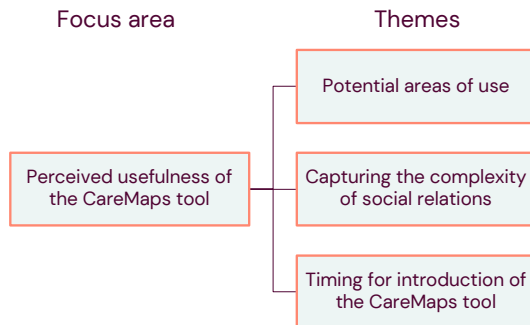 Focus area
Themes
Potential areas of use
Perceived usefulness of
the CareMaps tool
Capturing the complexity
of social relations
Timing for introduction of
the CareMaps tool